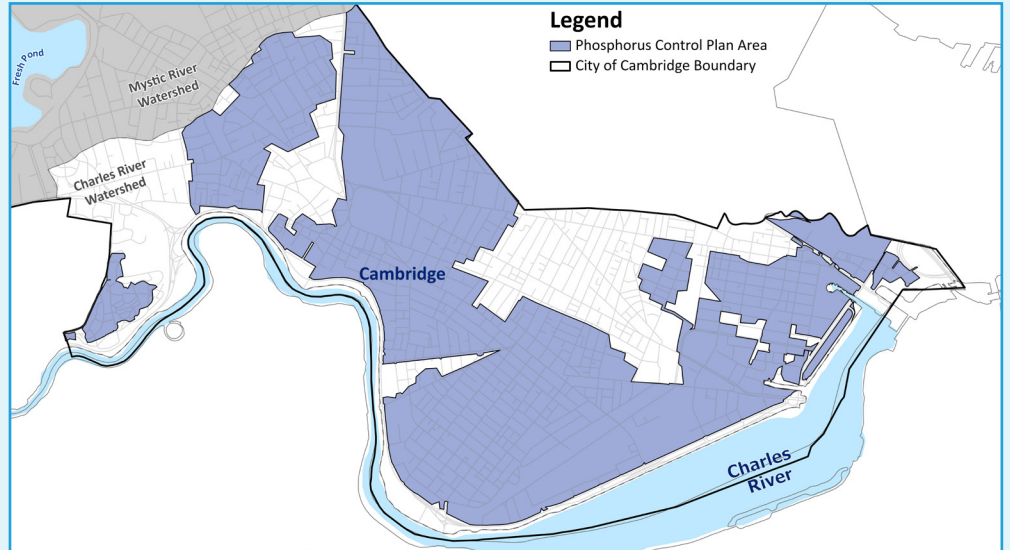 Legend
Phosphorus Control Plan Area
City of Cambridge Boundary
Fresh Pond
Mystic River
Watershed
Charles River
Watershed
Cambridge
Charles
River